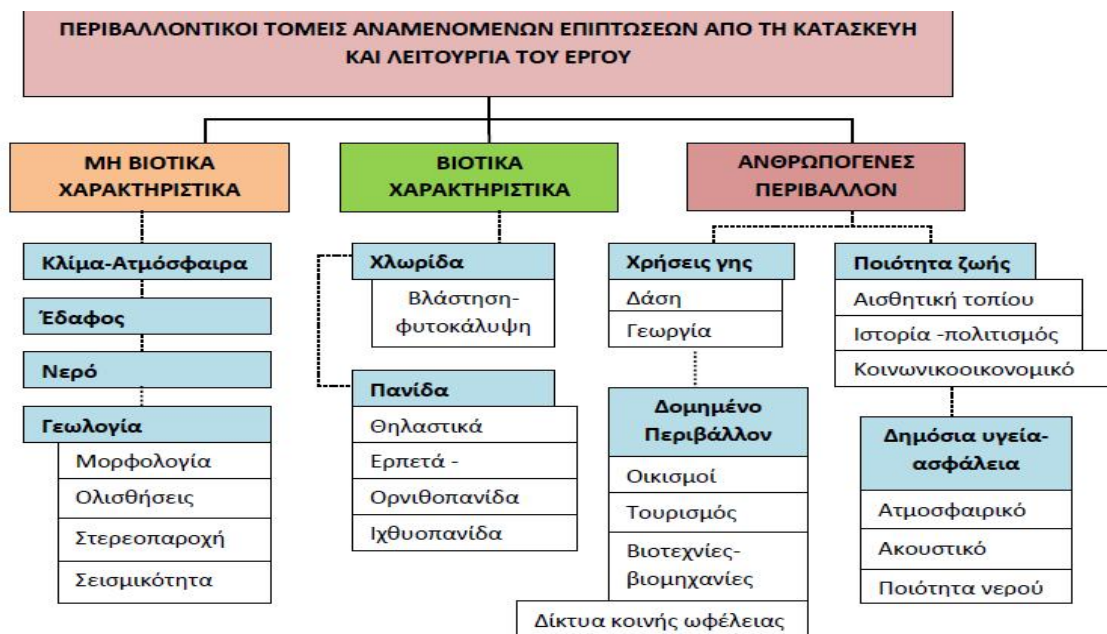 ΠΕΡΙΒΑΛΛΟΝΤΙΚΟΙ ΤΟΜΕΙΣ ΑΝΑΜΕΝΟΜΕΝΩΝ ΕΠΙΠΤΩΣΕΩΝ ΑΠΟ ΤΗ ΚΑΤΑΣΚΕΥΗ
ΚΑΙ ΛΕΙΤΟΥΡΓΙΑ ΤΟΥ ΕΡΓΟΥ
ΜΗ ΒΙΟΤΙΚΑ
ΧΑΡΑΚΤΗΡΙΣΤΙΚΑ
Κλίμα-Ατμόσφαιρα
Έδαφος
Νερό
Γεωλογία
Μορφολογία
Ολισθήσεις
Στερεοπαροχή
Σεισμικότητα
ΒΙΟΤΙΚΑ
ΧΑΡΑΚΤΗΡΙΣΤΙΚΑ
Χλωρίδα
Βλάστηση-
φυτοκάλυψη
Πανίδα
Θηλαστικά
Ερπετά -
Ορνιθοπανίδα
Ιχθυοπανίδα
ΑΝΘΡΩΠΟΓΕΝΕΣ
ΠΕΡΙΒΑΛΛΟΝ
Χρήσεις γης
Δάση
Γεωργία
Δομημένο
Περιβάλλον
Οικισμοί
Τουρισμός
Βιοτεχνίες-
βιομηχανίες
Δίκτυα κοινής ωφέλειας
Ποιότητα ζωής
Αισθητική τοπίου
Ιστορία -πολιτισμός
Κοινωνικοοικονομικό
Δημόσια υγεία-
ασφάλεια
Ατμοσφαιρικό
Ακουστικό
Ποιότητα νερού